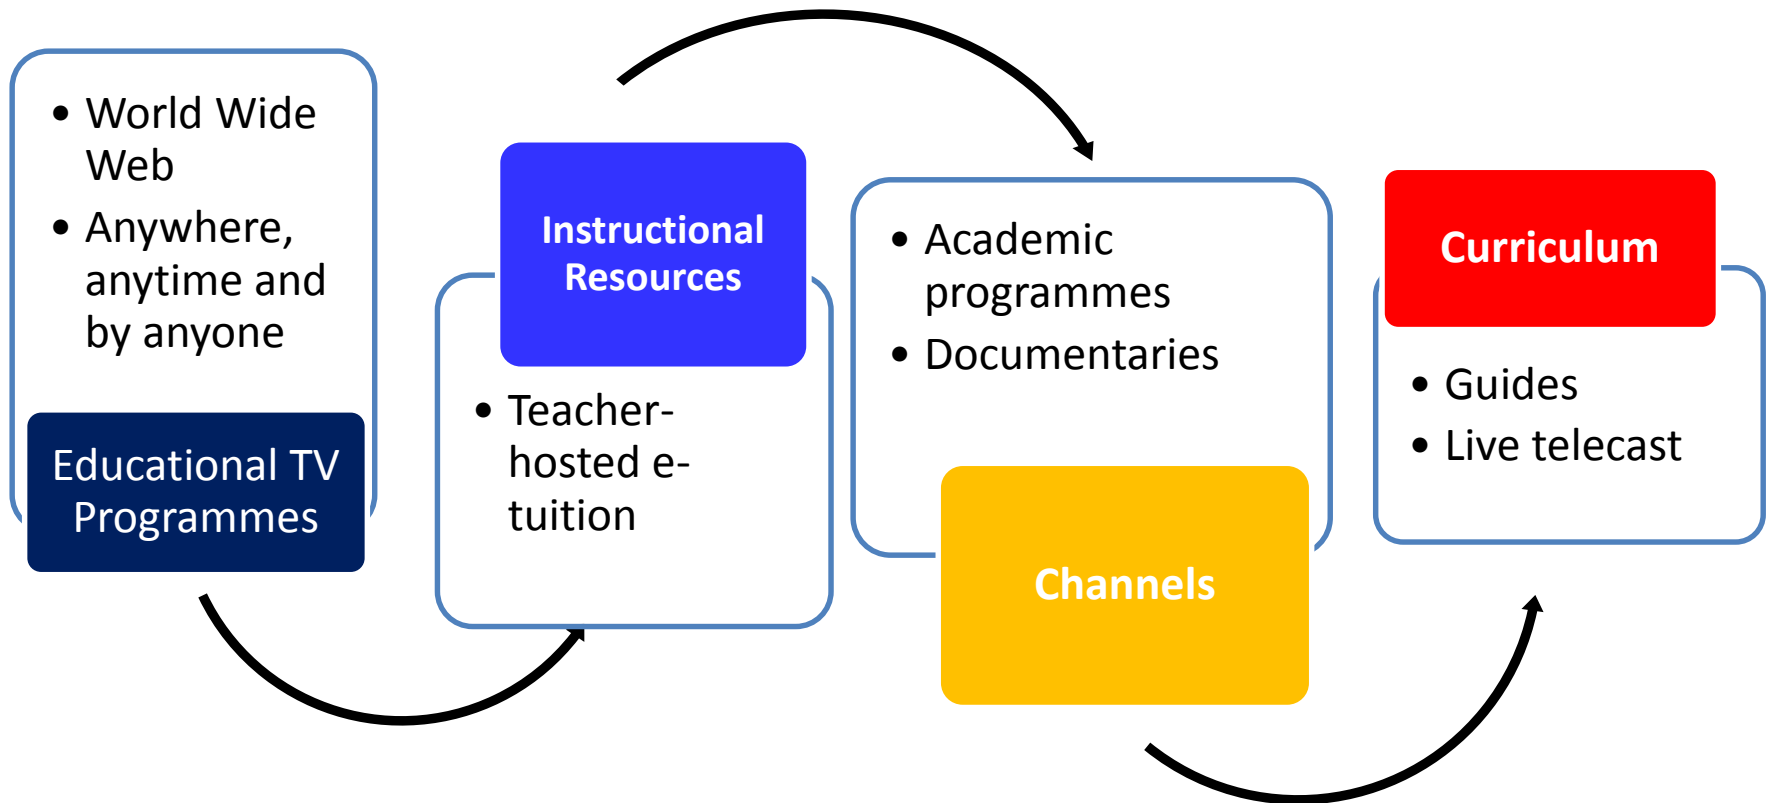 • World Wide
Web
• Anywhere,
anytime and
by anyone
Educational TV
Programmes
Instructional
Resources
• Teacher-
hosted e-
tuition
• Academic
programmes
• Documentaries
Channels
Curriculum
• Guides
• Live telecast